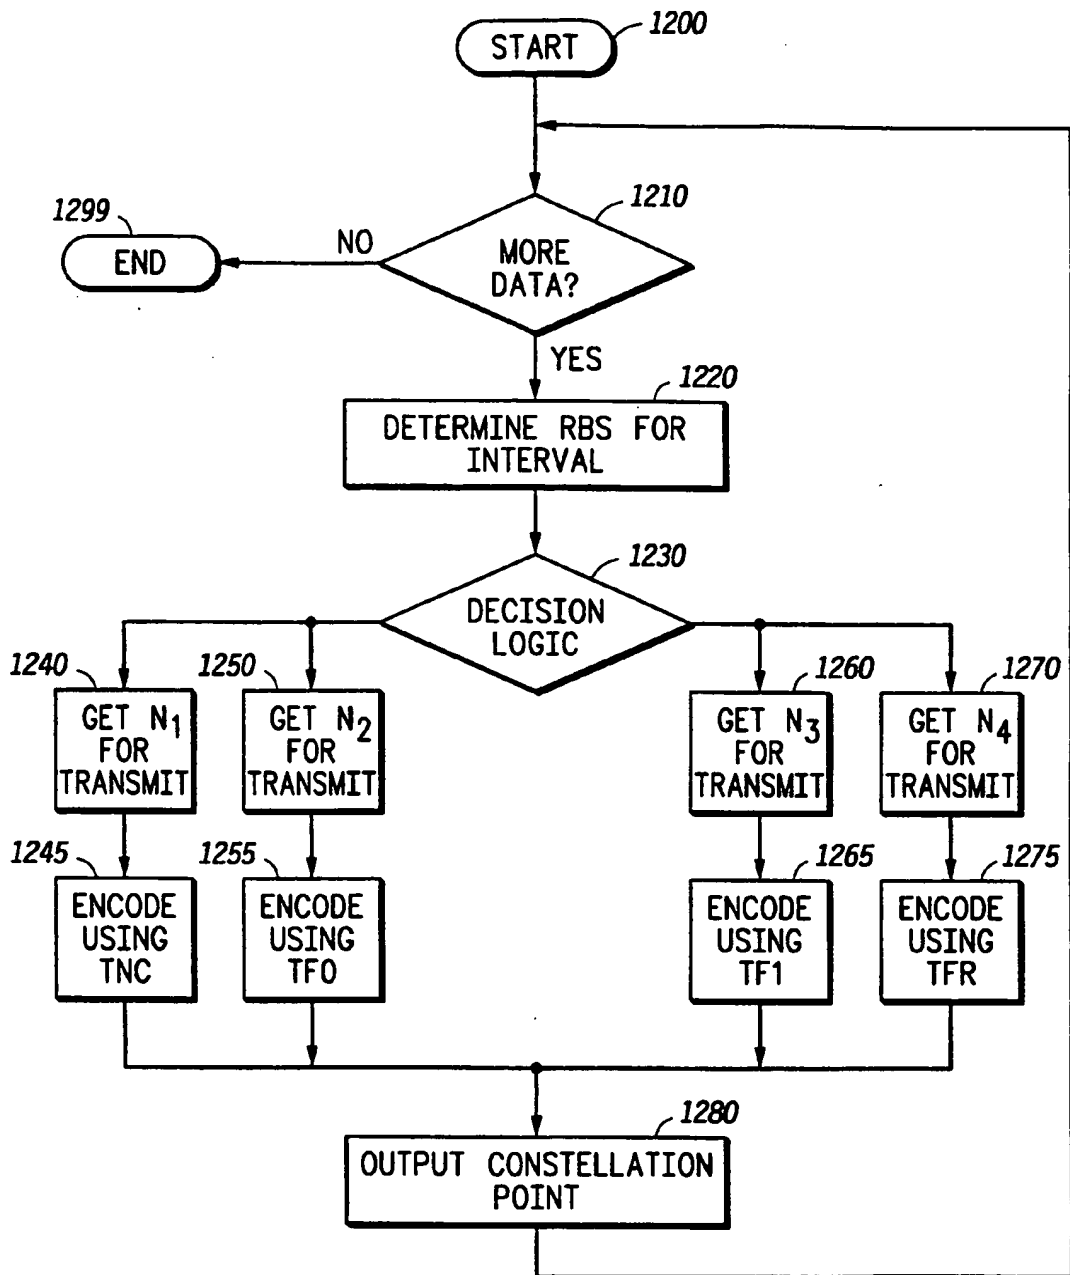 START
1200
1210
1299
MORE
DATA?
NO
END
YES
1220
DETERMINE RBS FOR
INTERVAL
1230
DECISION
LOGIC
1240
GET N1
FOR
TRANSMIT
1250
GET N2
FOR
TRANSMIT
1260
GET N3
FOR
TRANSMIT
1270
GET N4
FOR
TRANSMIT
1245
ENCODE
USING
TNC
1255
ENCODE
USING
TF0
1265
ENCODE
USING
TF1
1275
ENCODE
USING
TFR
1280
OUTPUT CONSTELLATION
POINT